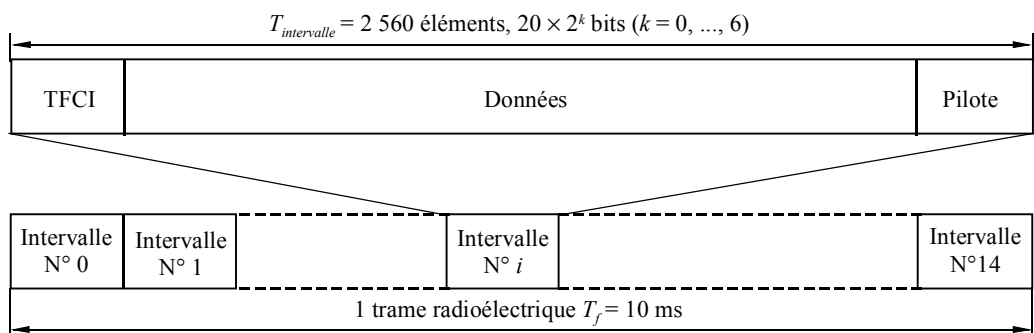 T_intervalle = 2 560 éléments, 20 × 2^k bits (k = 0, ..., 6)
TFCI
Données
Pilote
Intervalle
N° 0
Intervalle
N° 1
Intervalle
N° i
Intervalle
N°14
1 trame radioélectrique T_f = 10 ms